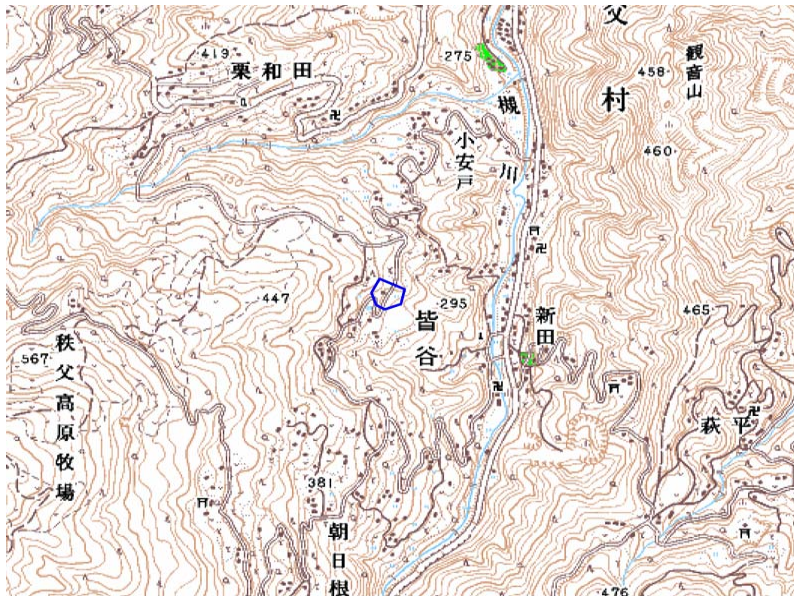 父村
419
275
観音山
458
栗和田
槻川
小安戸
460
447
295
皆谷
新田
465
567
秩父高原牧場
萩平
381
朝日根
476